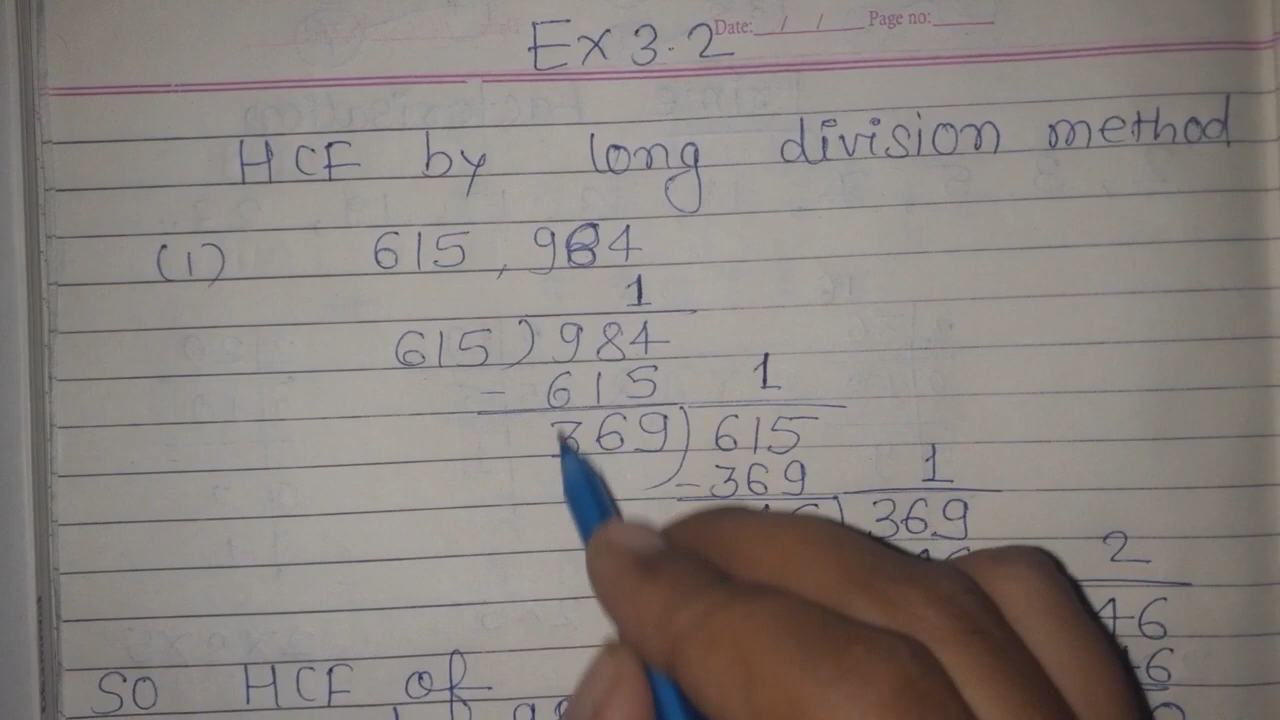 Date: / / Page no:
Ex 3.2
HCF by long division method
(1) 615, 984
1
615) 984
- 615 1
369) 615
- 369 1
) 369
2
46
SO HCF of